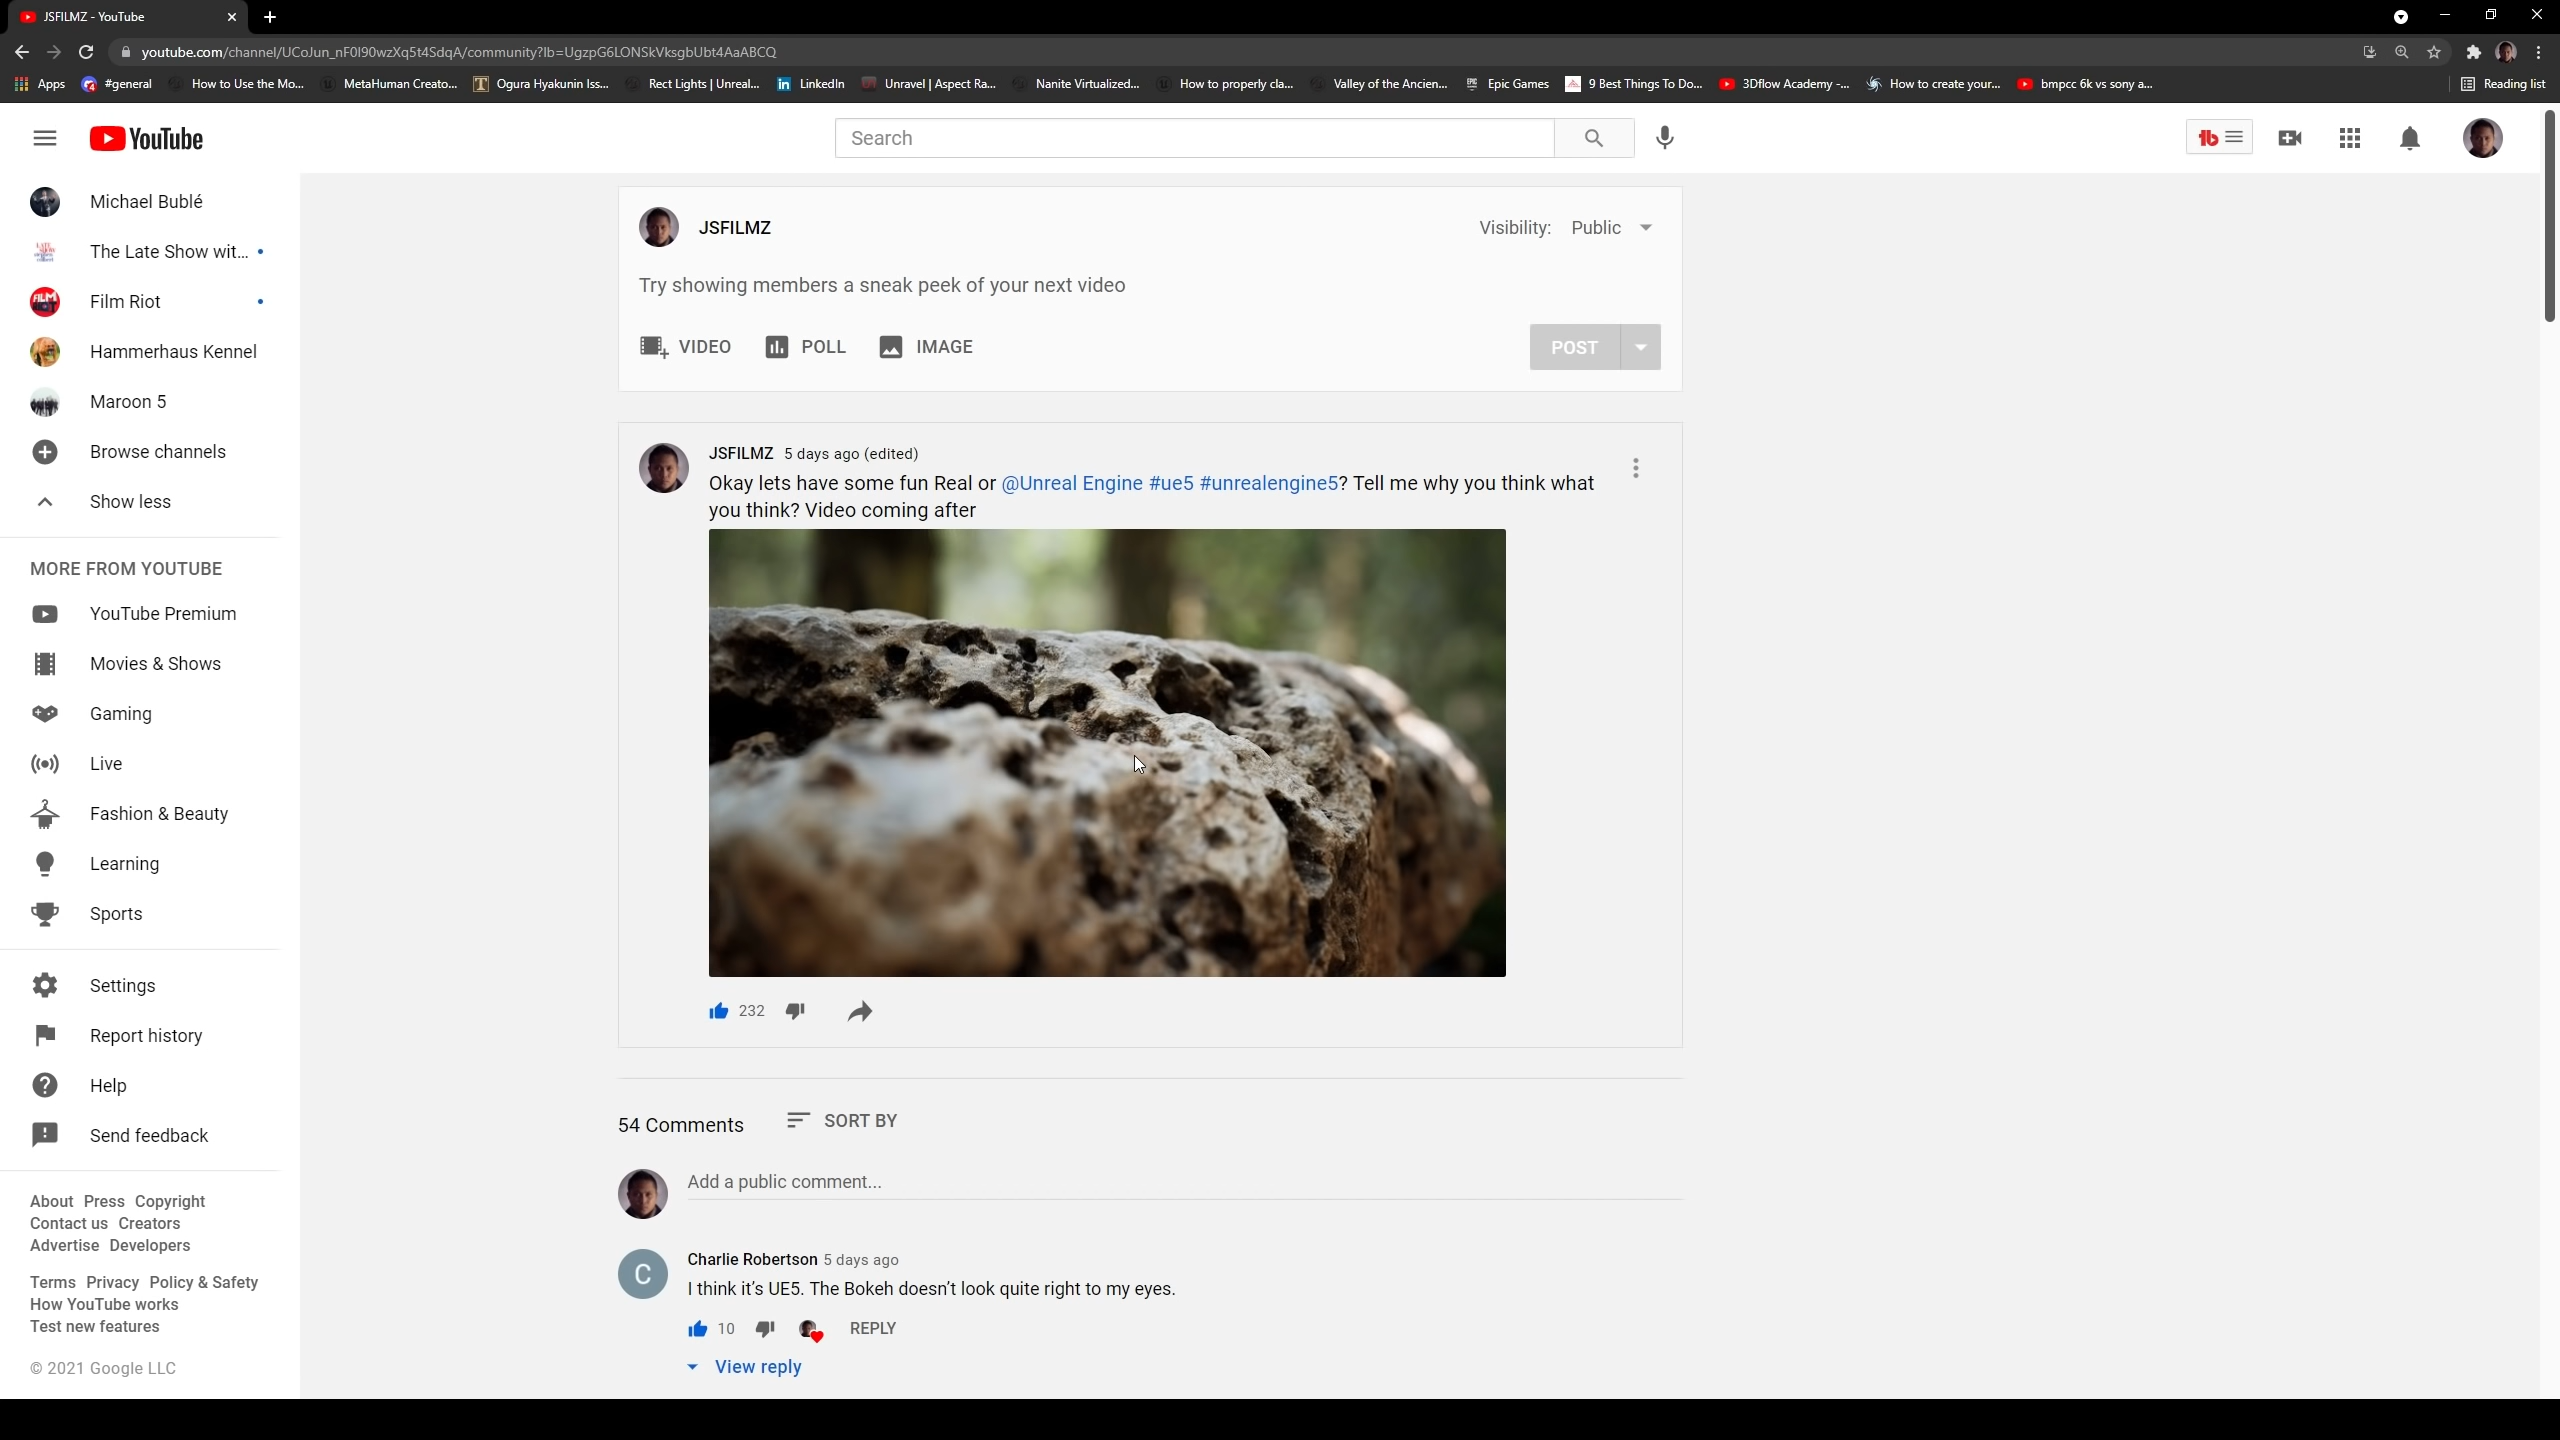 JSFILMZ - YouTube
youtube.com/channel/UCoJun_nF0I90wzXq5t4SdqA/community?lb=UgzpG6LONSkVksgbUbt4AaABCQ
Apps
#general
How to Use the Mo...
MetaHuman Creato...
Ogura Hyakunin Iss...
Rect Lights | Unreal...
LinkedIn
Unravel | Aspect Ra...
Nanite Virtualized...
How to properly cla...
Valley of the Ancien...
Epic Games
9 Best Things To Do...
3Dflow Academy -...
How to create your...
bmpcc 6k vs sony a...
Reading list
YouTube
Search
Michael Bublé
The Late Show wit...
Film Riot
Hammerhaus Kennel
Maroon 5
Browse channels
Show less
MORE FROM YOUTUBE
YouTube Premium
Movies & Shows
Gaming
Live
Fashion & Beauty
Learning
Sports
Settings
Report history
Help
Send feedback
About Press Copyright
Contact us Creators
Advertise Developers
Terms Privacy Policy & Safety
How YouTube works
Test new features
© 2021 Google LLC
JSFILMZ
Visibility: Public
Try showing members a sneak peek of your next video
VIDEO
POLL
IMAGE
POST
JSFILMZ 5 days ago (edited)
Okay lets have some fun Real or @Unreal Engine #ue5 #unrealengine5? Tell me why you think what
you think? Video coming after
232
54 Comments
SORT BY
Add a public comment...
C
Charlie Robertson 5 days ago
I think it's UE5. The Bokeh doesn't look quite right to my eyes.
10
REPLY
View reply